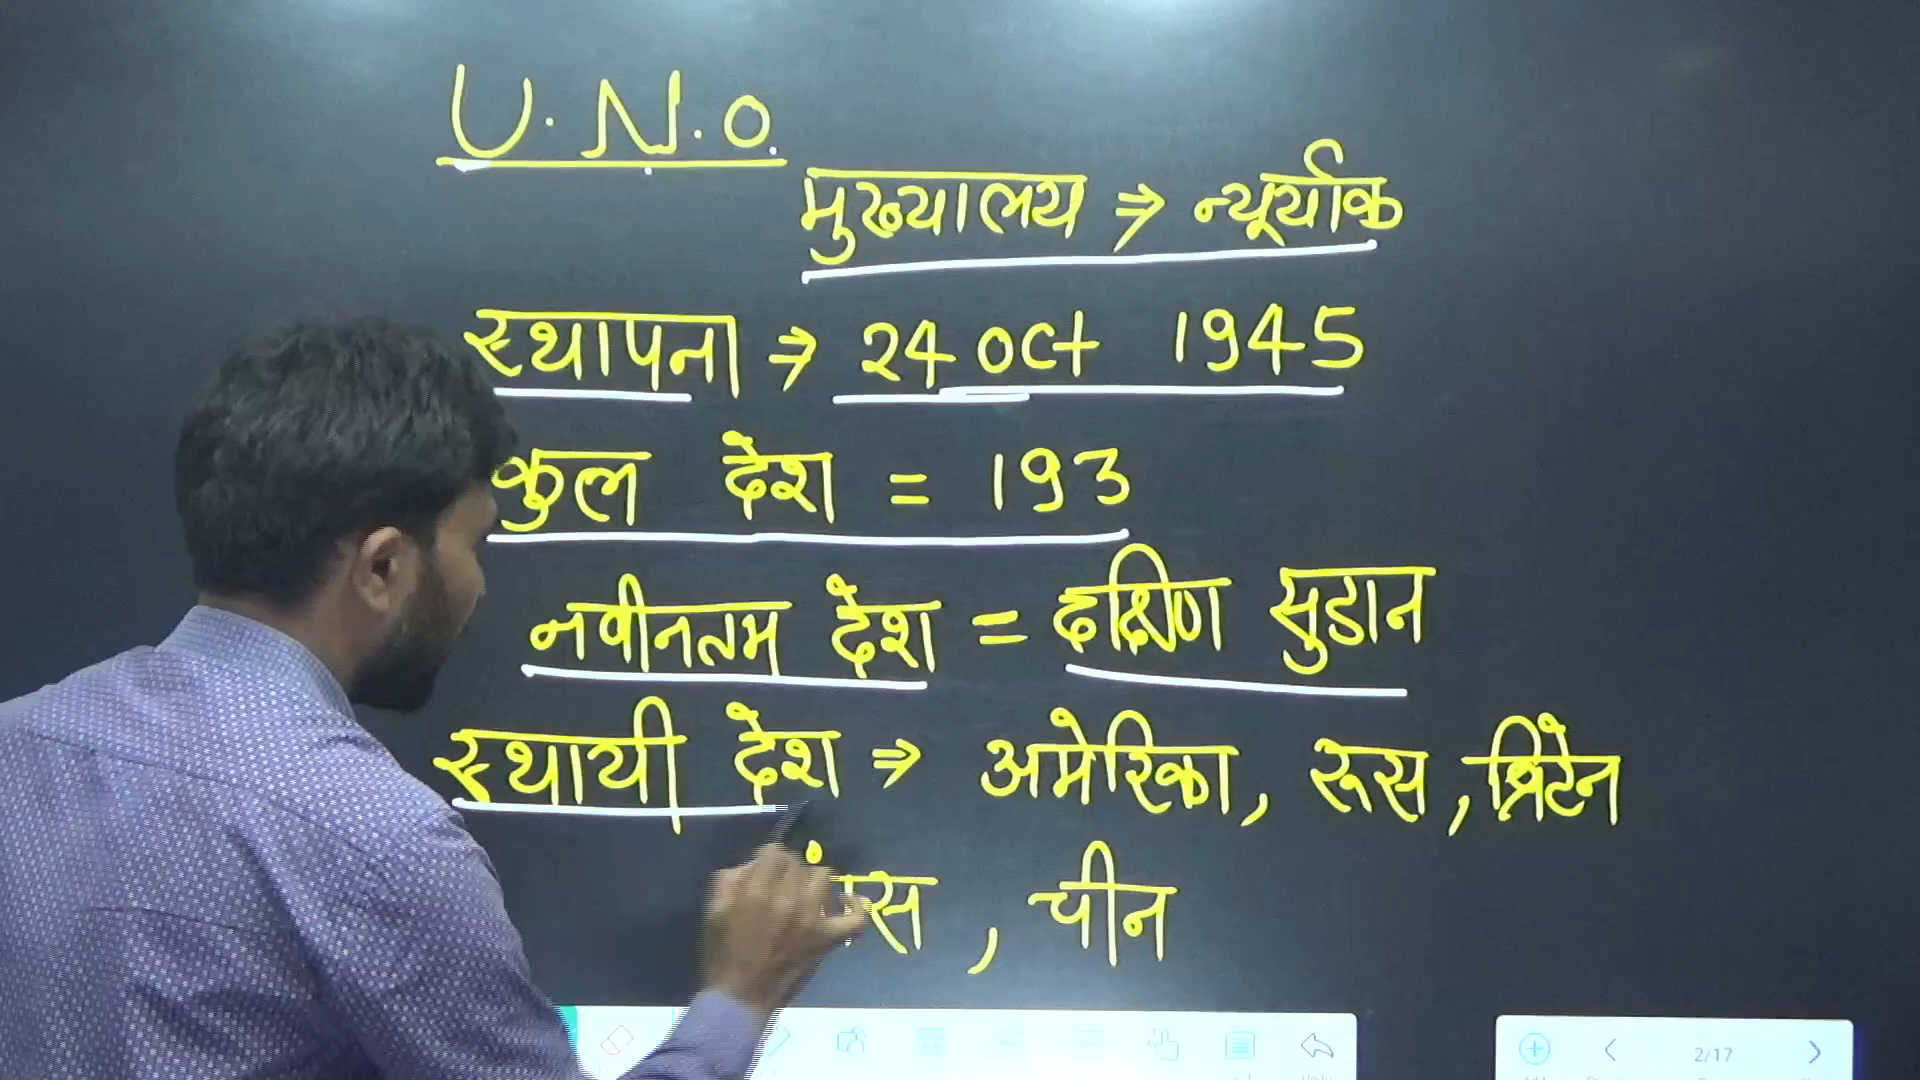 U.N.O.
मुख्यालय ⇒ न्यूर्याक
स्थापना ⇒ 24 oct 1945
कुल देश = 193
नवीनतम देश = दक्षिण सुडान
स्थायी देश ⇒ अमेरिका, रूस, ब्रिटेन
, चीन
2/17